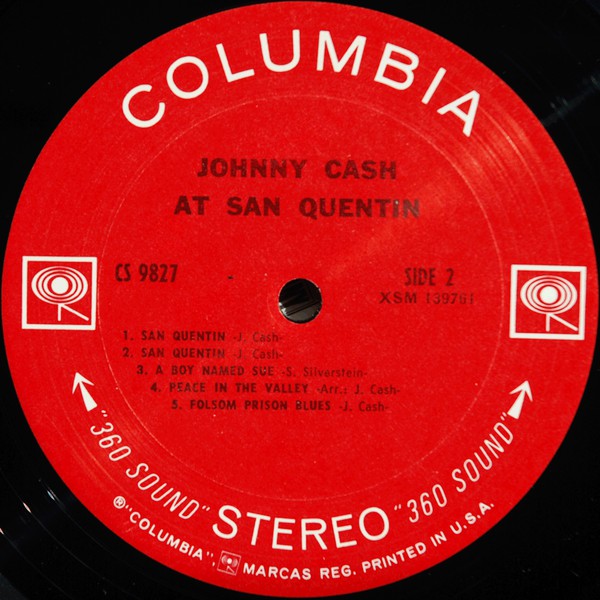 COLUMBIA
JOHNNY CASH
AT SAN QUENTIN
CS 9827 -
SIDE 2
XSM 139761
1. SAN QUENTIN -J. Cash-
2. SAN QUENTIN -J. Cash-
3. A BOY NAMED SUE -S. Silverstein-
4. PEACE IN THE VALLEY -Arr.: J. Cash-
5. FOLSOM PRISON BLUES -J. Cash-
"360 SOUND" STEREO "360 SOUND"
®"COLUMBIA", MARCAS REG. PRINTED IN U.S.A.